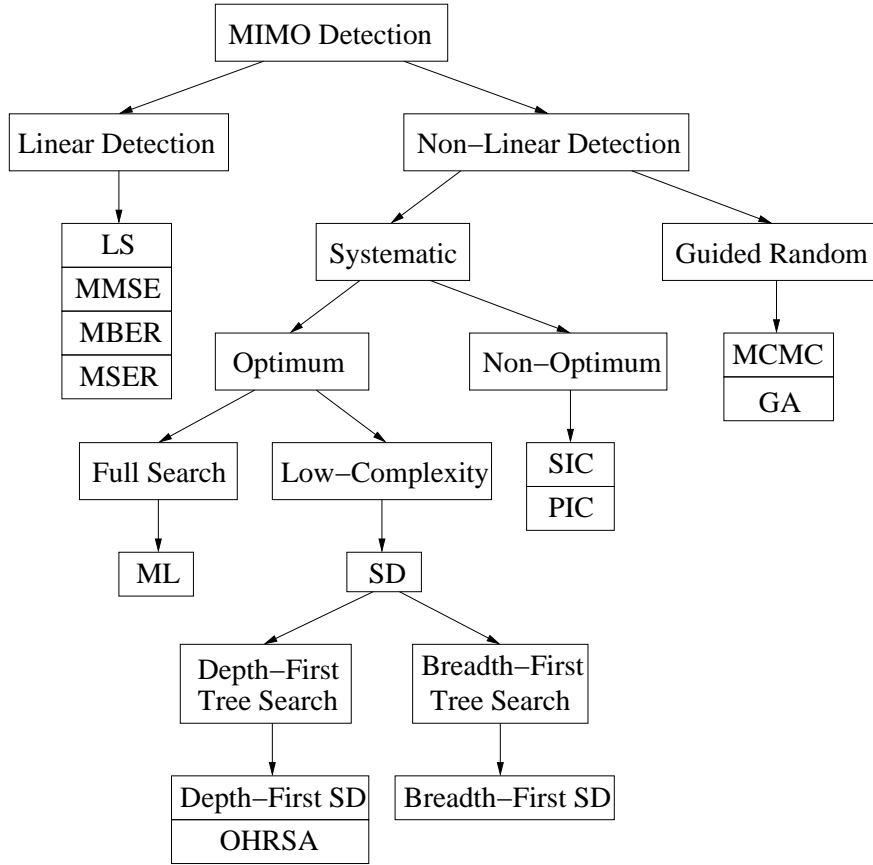 MIMO Detection
Linear Detection
Non−Linear Detection
LS
MMSE
MBER
MSER
Systematic
Guided Random
Optimum
Non−Optimum
MCMC
GA
Full Search
Low−Complexity
SIC
PIC
ML
SD
Depth−First
Tree Search
Breadth−First
Tree Search
Depth−First SD
OHRSA
Breadth−First SD